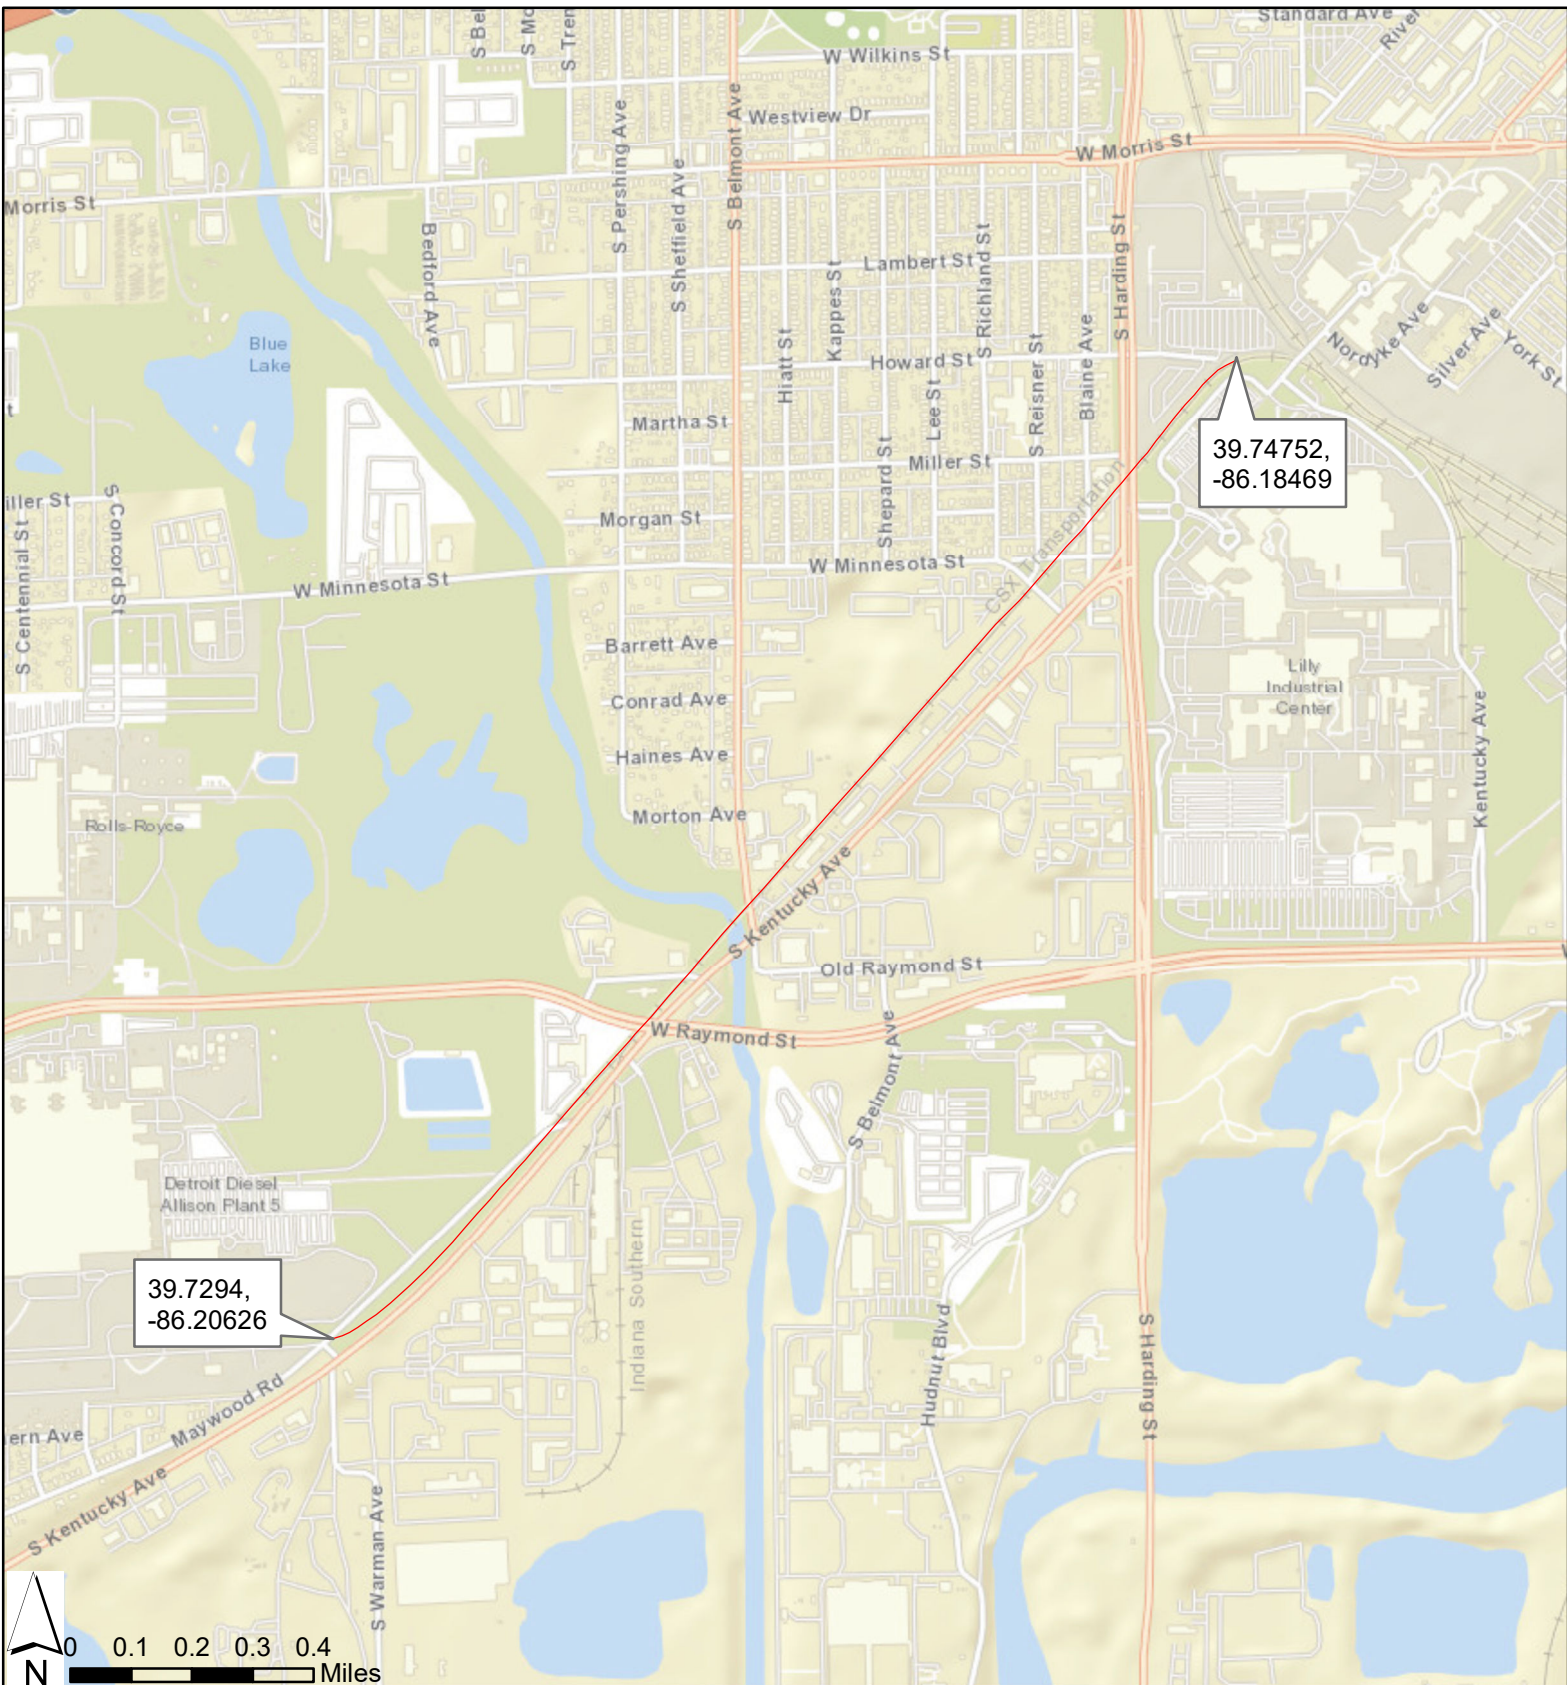 S Bel
S Mo
S Tren
Standard Ave
River
W Wilkins St
Westview Dr
S Pershing Ave
S Sheffield Ave
S Belmont Ave
W Morris St
Morris St
Bedford Ave
Lambert St
S Richland St
S Harding St
Kappes St
Hiatt St
Howard St
S Reisner St
Blaine Ave
Lee St
Nordyke Ave
Silver Ave
York St
Blue
Lake
t
Martha St
Shepard St
Miller St
39.74752,
-86.18469
iller St
S Concord St
S Centennial St
Morgan St
CSX Transportation
W Minnesota St
W Minnesota St
Barrett Ave
Conrad Ave
Haines Ave
Morton Ave
Lilly
Industrial
Center
Kentucky Ave
Rolls-Royce
S Kentucky Ave
Old Raymond St
W Raymond St
S Belmont Ave
Detroit Diesel
Allison Plant 5
Indiana Southern
39.7294,
-86.20626
Hudnut Blvd
S Harding St
Maywood Rd
ern Ave
S Kentucky Ave
S Warman Ave
N
0 0.1 0.2 0.3 0.4
Miles